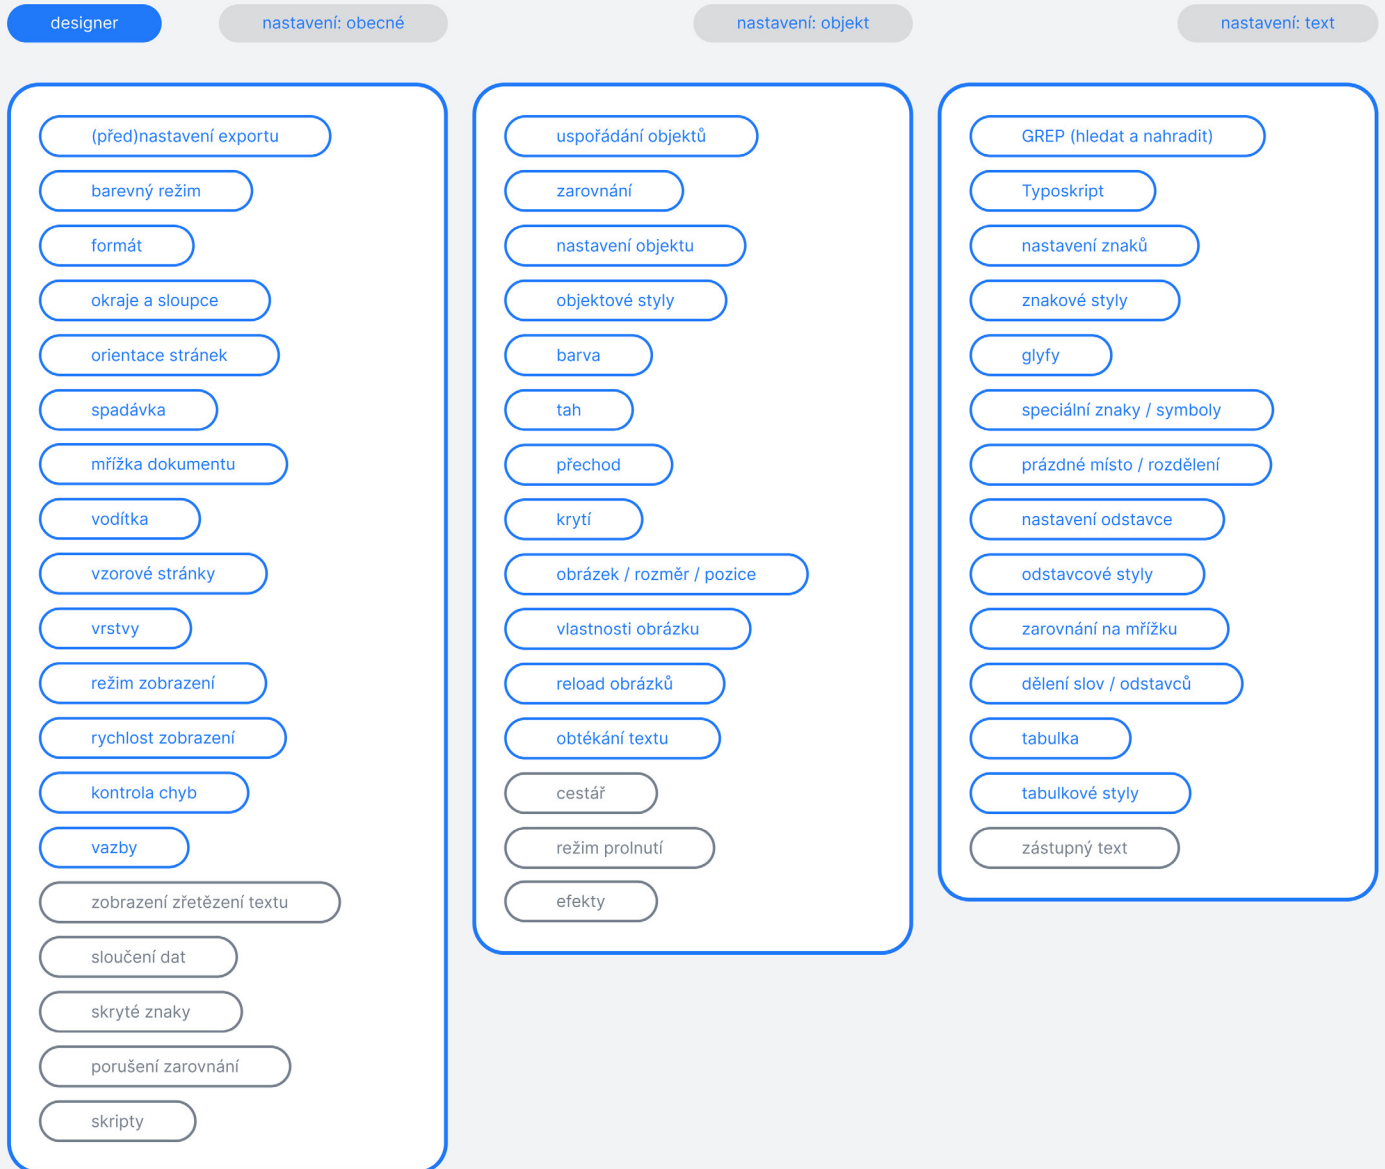 designer
nastavení: obecné
nastavení: objekt
nastavení: text
(před)nastavení exportu
barevný režim
formát
okraje a sloupce
orientace stránek
spadávka
mřížka dokumentu
vodítka
vzorové stránky
vrstvy
režim zobrazení
rychlost zobrazení
kontrola chyb
vazby
zobrazení zřetězení textu
sloučení dat
skryté znaky
porušení zarovnání
skripty
uspořádání objektů
zarovnání
nastavení objektu
objektové styly
barva
tah
přechod
krytí
obrázek / rozměr / pozice
vlastnosti obrázku
reload obrázků
obtékání textu
cestář
režim prolnutí
efekty
GREP (hledat a nahradit)
Typoskript
nastavení znaků
znakové styly
glyfy
speciální znaky / symboly
prázdné místo / rozdělení
nastavení odstavce
odstavcové styly
zarovnání na mřížku
dělení slov / odstavců
tabulka
tabulkové styly
zástupný text